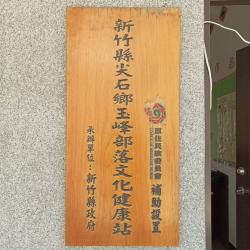 原住民族委員會 補助設置
新竹縣尖石鄉玉峰部落文化健康站
承辦單位：新竹縣政府